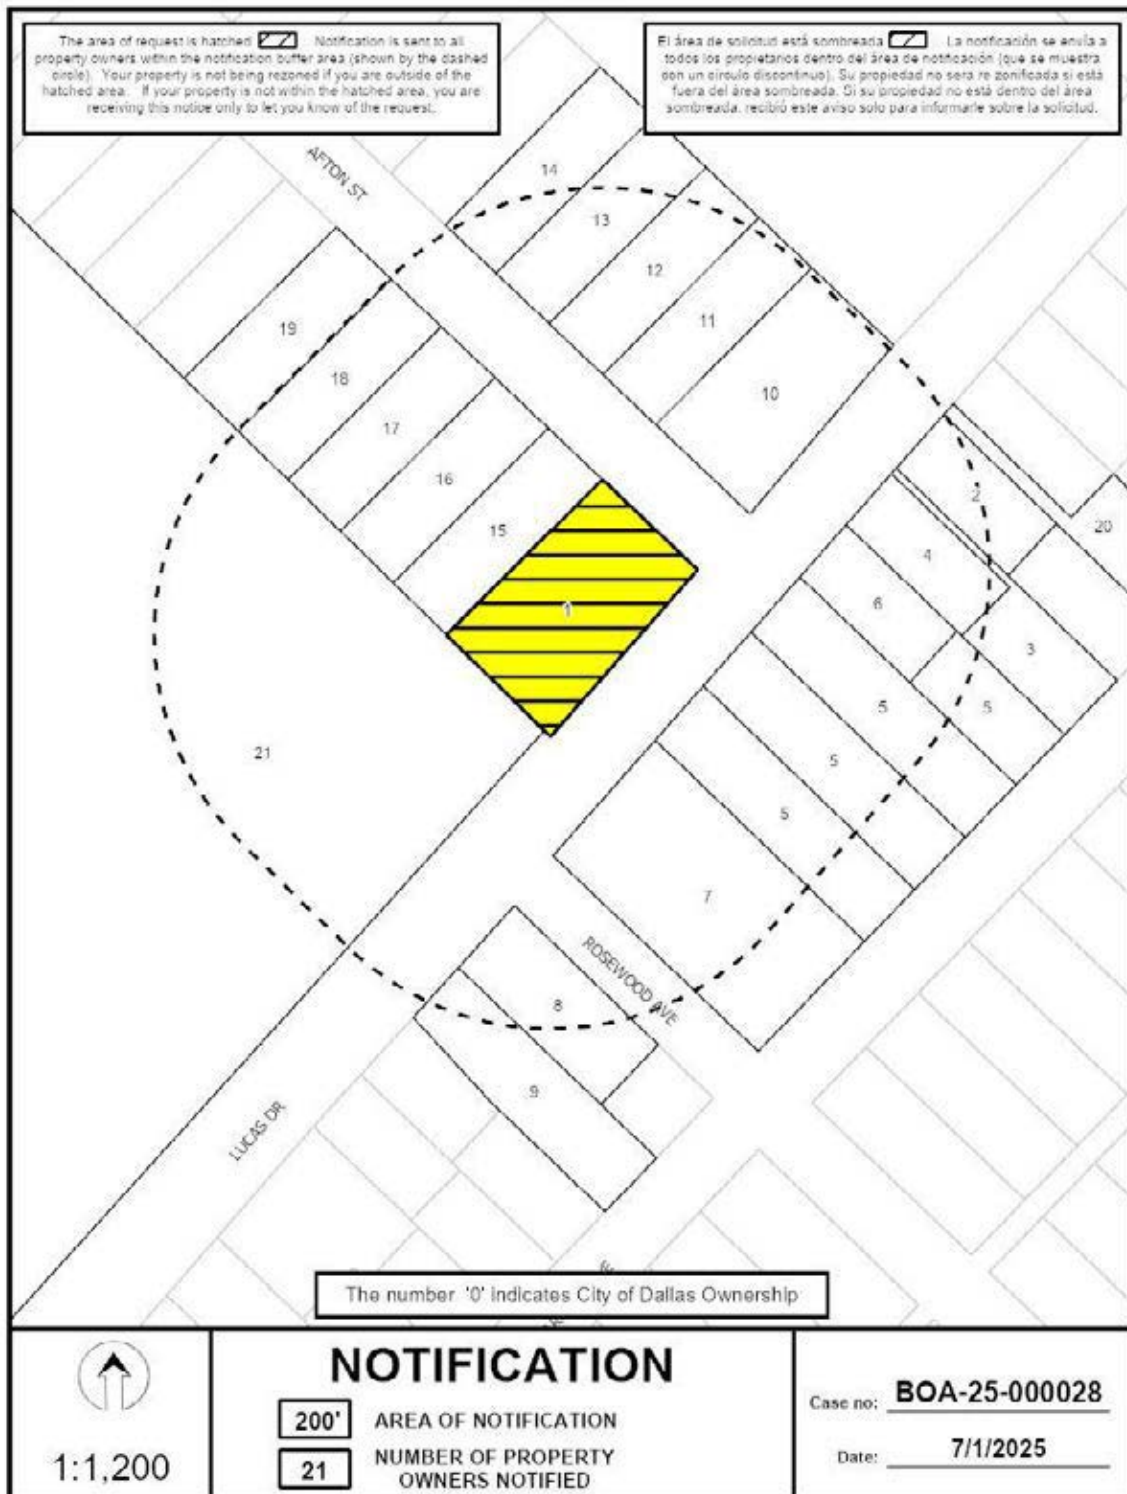 The area of request is hatched Notification is sent to all
property owners within the notification buffer area (shown by the dashed
circle). Your property is not being rezoned if you are outside of the
hatched area. If your property is not within the hatched area, you are
receiving this notice only to let you know of the request.
El área de solicitud está sombreada La notificación se envía a
todos los propietarios dentro del área de notificación (que se muestra
con un círculo discontinuo). Su propiedad no sera re zonificada si está
fuera del área sombreada. Si su propiedad no está dentro del área
sombreada, recibió este aviso solo para informarle sobre la solicitud.
AFTON ST
14
13
12
11
10
19
18
17
16
15
1
2
20
4
6
3
5
5
5
5
21
7
ROSEWOOD AVE
8
9
LUCAS DR
The number '0' indicates City of Dallas Ownership
1:1,200
NOTIFICATION
200' AREA OF NOTIFICATION
21 NUMBER OF PROPERTY
OWNERS NOTIFIED
Case no: BOA-25-000028
Date: 7/1/2025